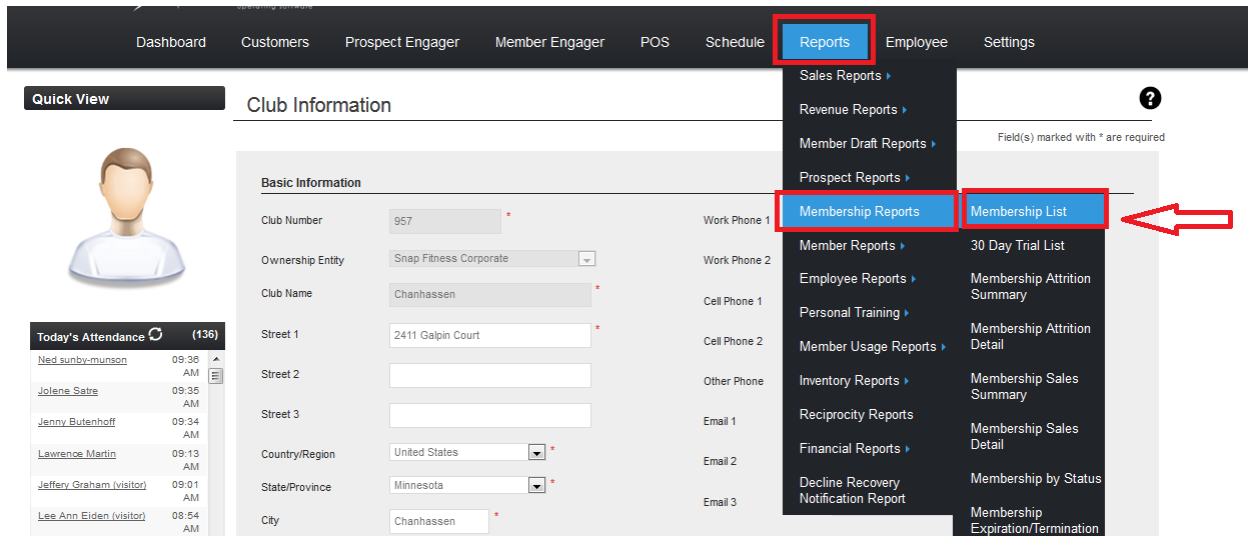 operating software
Dashboard Customers Prospect Engager Member Engager POS Schedule Reports Employee Settings
Quick View
Today's Attendance (136)
Ned sunby-munson 09:36 AM
Jolene Satre 09:35 AM
Jenny Butenhoff 09:34 AM
Lawrence Martin 09:13 AM
Jeffery Graham (visitor) 09:01 AM
Lee Ann Eiden (visitor) 08:54 AM
Club Information
Field(s) marked with * are required
Basic Information
Club Number 957 *
Ownership Entity Snap Fitness Corporate
Club Name Chanhassen *
Street 1 2411 Galpin Court *
Street 2
Street 3
Country/Region United States *
State/Province Minnesota *
City Chanhassen *
Work Phone 1
Work Phone 2
Cell Phone 1
Cell Phone 2
Other Phone
Email 1
Email 2
Email 3
Sales Reports
Revenue Reports
Member Draft Reports
Prospect Reports
Membership Reports
Member Reports
Employee Reports
Personal Training
Member Usage Reports
Inventory Reports
Reciprocity Reports
Financial Reports
Decline Recovery
Notification Report
Membership List
30 Day Trial List
Membership Attrition
Summary
Membership Attrition
Detail
Membership Sales
Summary
Membership Sales
Detail
Membership by Status
Membership
Expiration/Termination
?